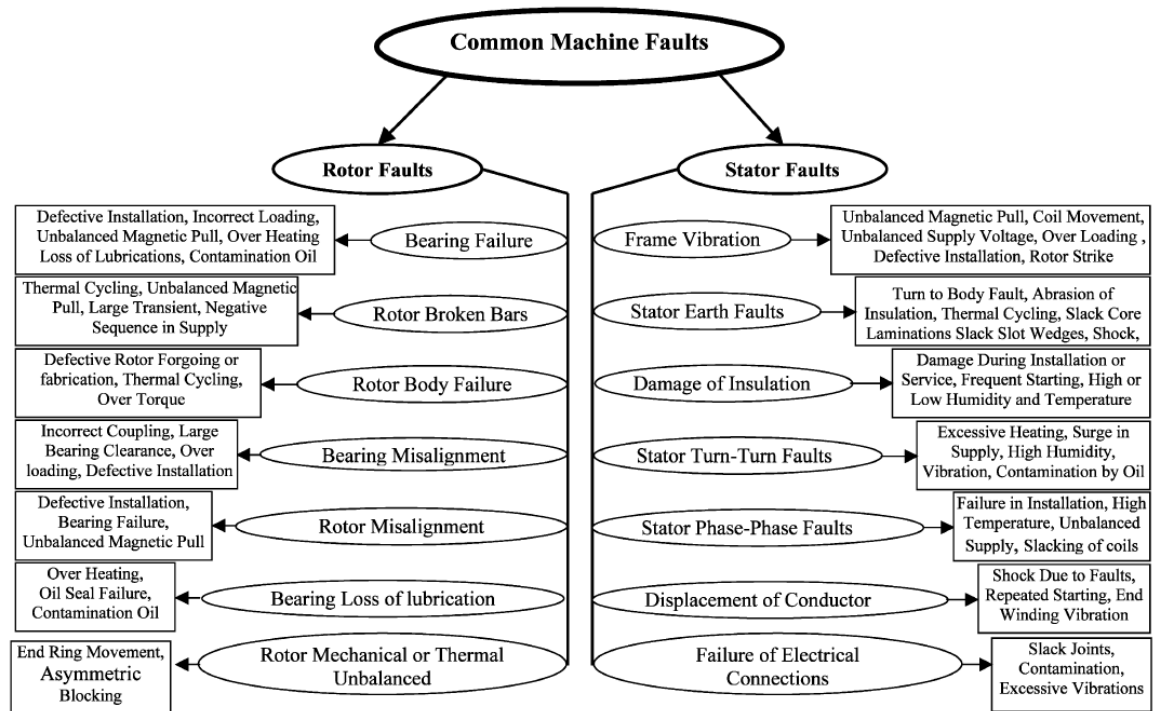 Common Machine Faults
Rotor Faults
Stator Faults
Defective Installation, Incorrect Loading,
Unbalanced Magnetic Pull, Over Heating
Loss of Lubrications, Contamination Oil
Bearing Failure
Thermal Cycling, Unbalanced Magnetic
Pull, Large Transient, Negative
Sequence in Supply
Rotor Broken Bars
Defective Rotor Forgoing or
fabrication, Thermal Cycling,
Over Torque
Rotor Body Failure
Incorrect Coupling, Large
Bearing Clearance, Over
loading, Defective Installation
Bearing Misalignment
Defective Installation,
Bearing Failure,
Unbalanced Magnetic Pull
Rotor Misalignment
Over Heating,
Oil Seal Failure,
Contamination Oil
Bearing Loss of lubrication
End Ring Movement,
Asymmetric
Blocking
Rotor Mechanical or Thermal
Unbalanced
Frame Vibration
Unbalanced Magnetic Pull, Coil Movement,
Unbalanced Supply Voltage, Over Loading ,
Defective Installation, Rotor Strike
Stator Earth Faults
Turn to Body Fault, Abrasion of
Insulation, Thermal Cycling, Slack Core
Laminations Slack Slot Wedges, Shock,
Damage of Insulation
Damage During Installation or
Service, Frequent Starting, High or
Low Humidity and Temperature
Stator Turn-Turn Faults
Excessive Heating, Surge in
Supply, High Humidity,
Vibration, Contamination by Oil
Stator Phase-Phase Faults
Failure in Installation, High
Temperature, Unbalanced
Supply, Slacking of coils
Displacement of Conductor
Shock Due to Faults,
Repeated Starting, End
Winding Vibration
Failure of Electrical
Connections
Slack Joints,
Contamination,
Excessive Vibrations